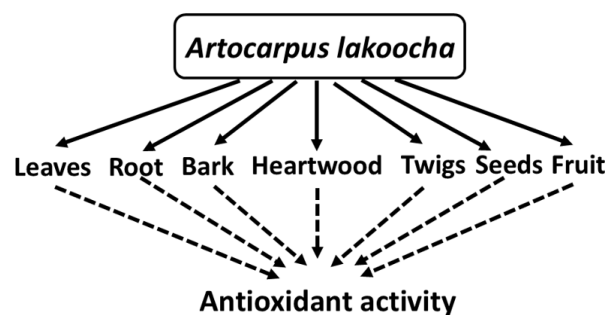 Artocarpus lakoocha
Leaves Root Bark Heartwood Twigs Seeds Fruit
Antioxidant activity